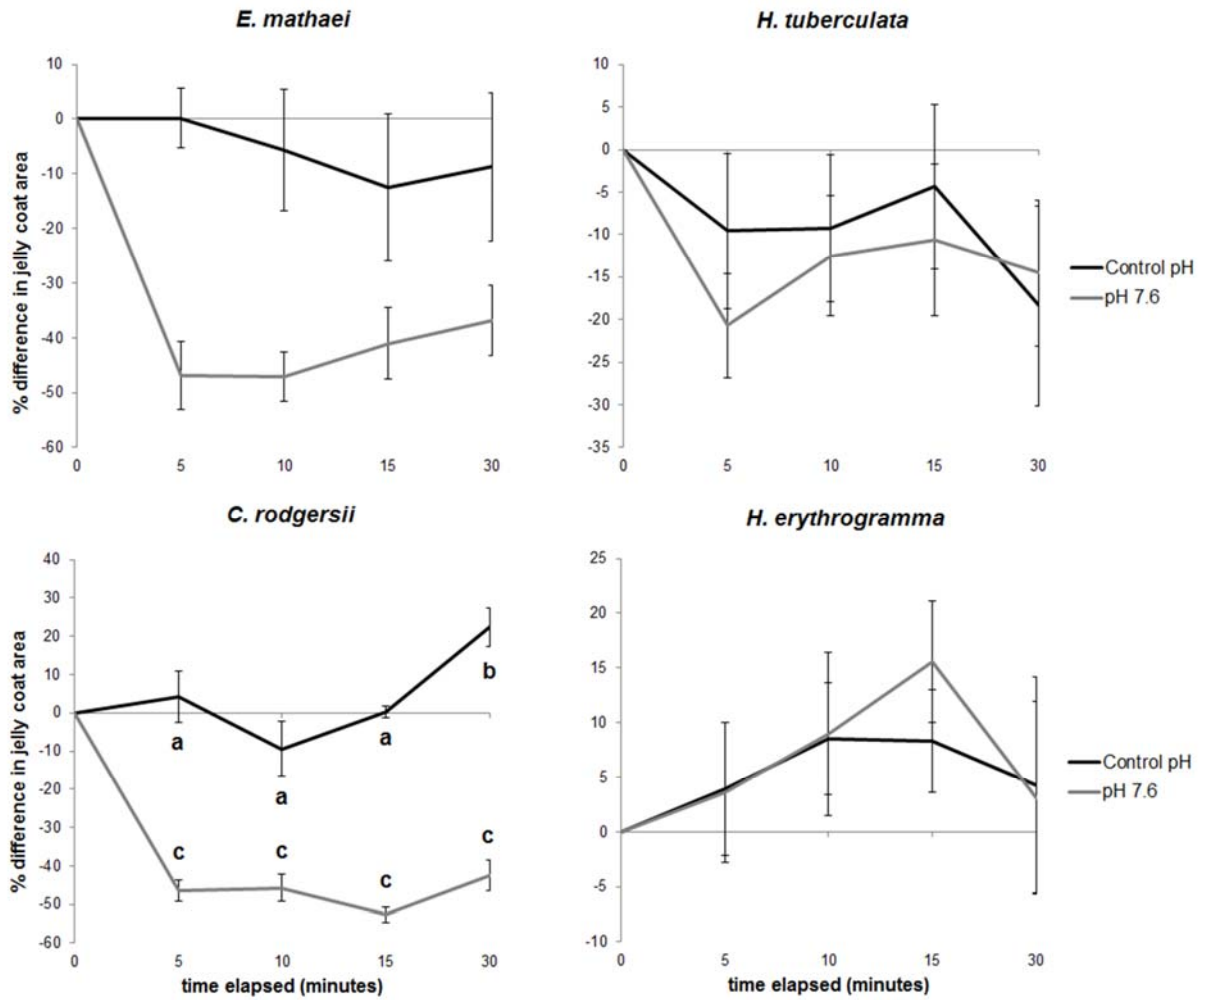 E. mathaei
% difference in jelly coat area
10
0
-10
-20
-30
-40
-50
-60
0 5 10 15 30
H. tuberculata
10
5
0
-5
-10
-15
-20
-25
-30
-35
0 5 10 15 30
Control pH
pH 7.6
C. rodgersii
% difference in jelly coat area
40
30
20
10
0
-10
-20
-30
-40
-50
-60
a
a
a
b
c
c
c
c
0 5 10 15 30
time elapsed (minutes)
H. erythrogramma
25
20
15
10
5
0
-5
-10
0 5 10 15 30
time elapsed (minutes)
Control pH
pH 7.6